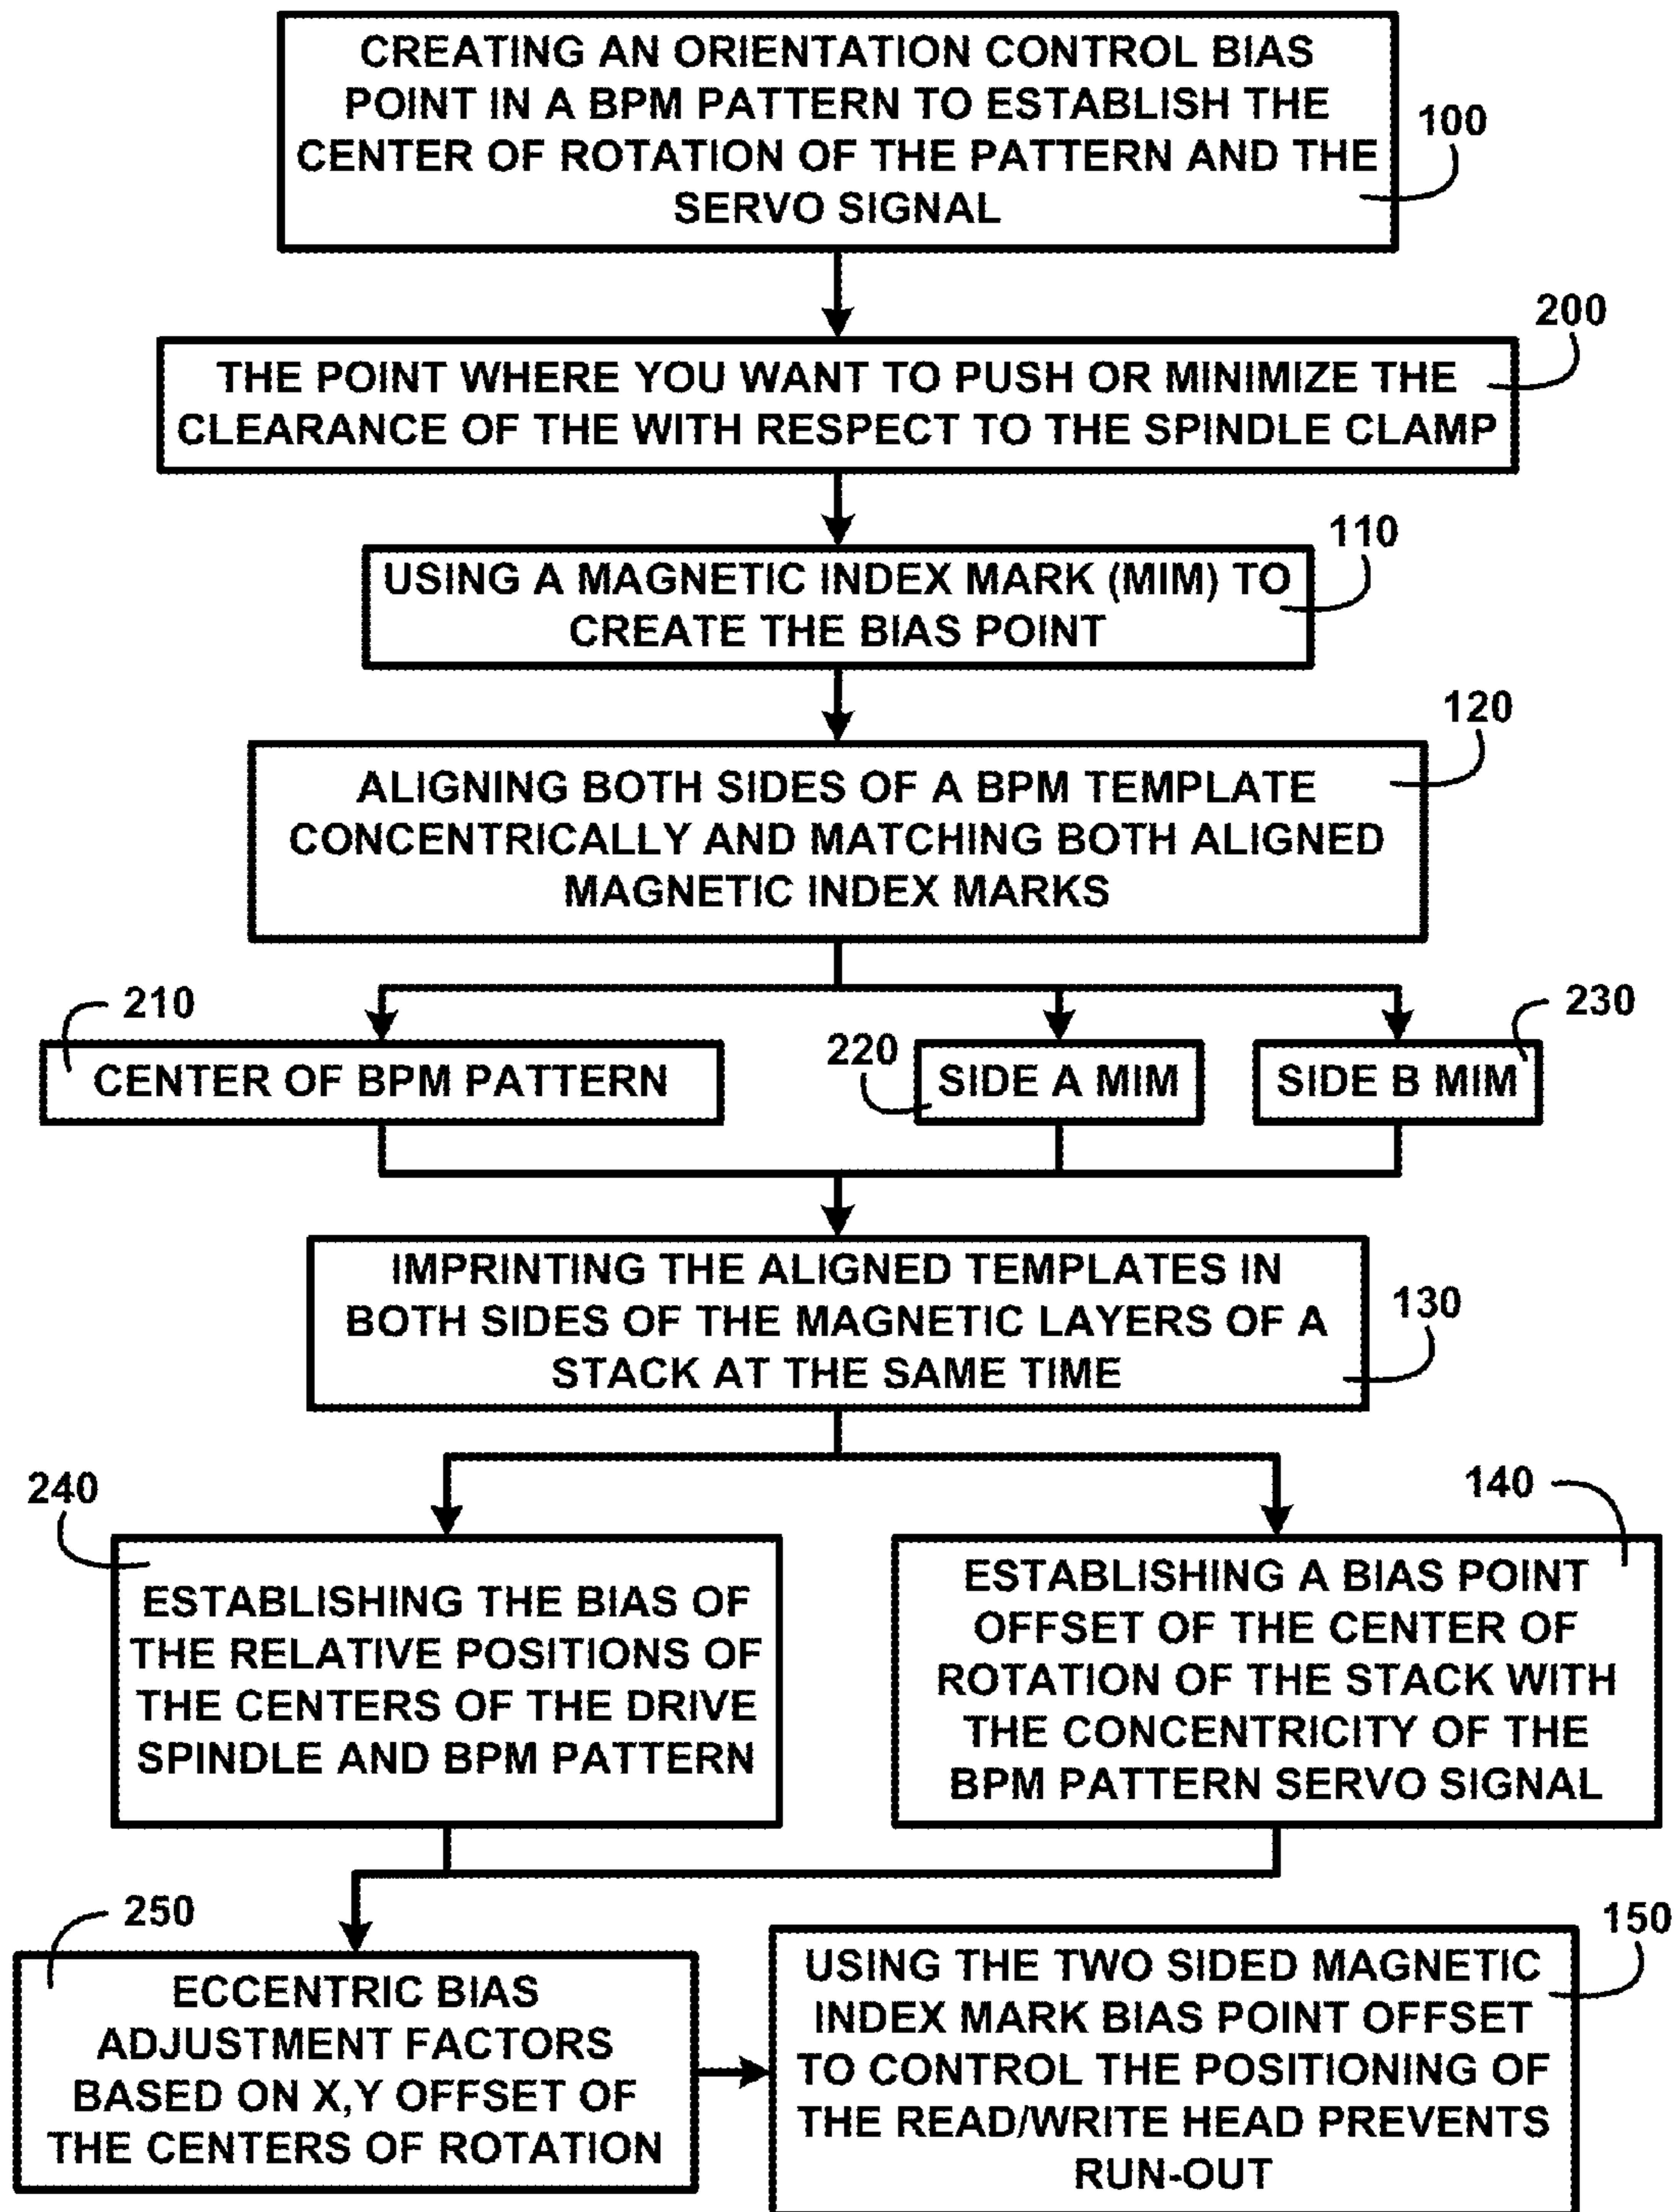 CREATING AN ORIENTATION CONTROL BIAS
POINT IN A BPM PATTERN TO ESTABLISH THE
CENTER OF ROTATION OF THE PATTERN AND THE
SERVO SIGNAL
100
200
THE POINT WHERE YOU WANT TO PUSH OR MINIMIZE THE
CLEARANCE OF THE WITH RESPECT TO THE SPINDLE CLAMP
110
USING A MAGNETIC INDEX MARK (MIM) TO
CREATE THE BIAS POINT
120
ALIGNING BOTH SIDES OF A BPM TEMPLATE
CONCENTRICALLY AND MATCHING BOTH ALIGNED
MAGNETIC INDEX MARKS
210
CENTER OF BPM PATTERN
220
SIDE A MIM
230
SIDE B MIM
IMPRINTING THE ALIGNED TEMPLATES IN
BOTH SIDES OF THE MAGNETIC LAYERS OF A
STACK AT THE SAME TIME
130
240
ESTABLISHING THE BIAS OF
THE RELATIVE POSITIONS OF
THE CENTERS OF THE DRIVE
SPINDLE AND BPM PATTERN
140
ESTABLISHING A BIAS POINT
OFFSET OF THE CENTER OF
ROTATION OF THE STACK WITH
THE CONCENTRICITY OF THE
BPM PATTERN SERVO SIGNAL
250
ECCENTRIC BIAS
ADJUSTMENT FACTORS
BASED ON X,Y OFFSET OF
THE CENTERS OF ROTATION
150
USING THE TWO SIDED MAGNETIC
INDEX MARK BIAS POINT OFFSET
TO CONTROL THE POSITIONING OF
THE READ/WRITE HEAD PREVENTS
RUN-OUT